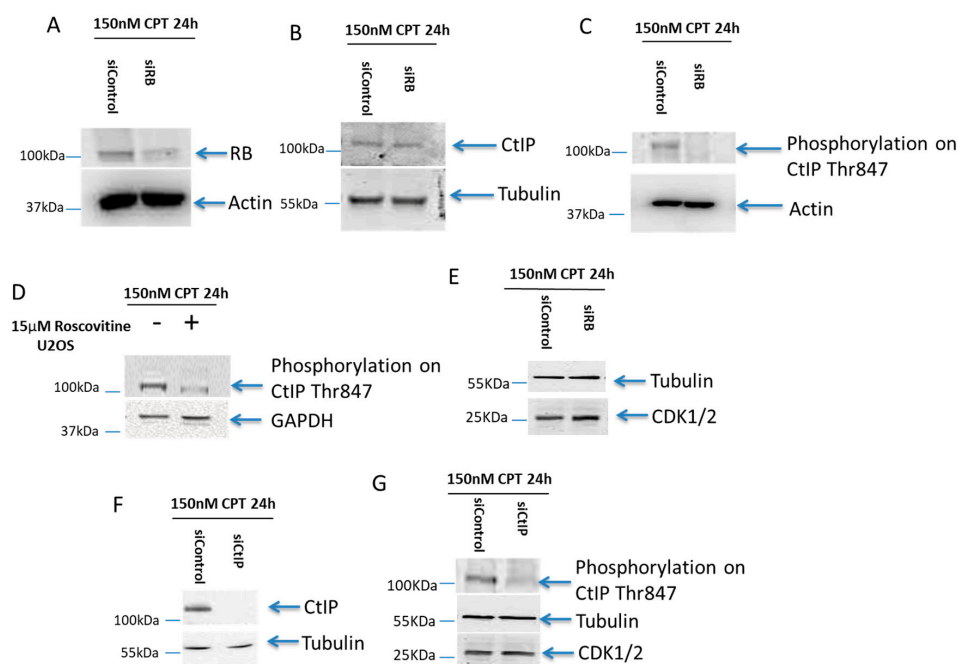 A
150nM CPT 24h
siControl
siRB
100kDa
RB
37kDa
Actin
B
150nM CPT 24h
siControl
siRB
100kDa
CtIP
55kDa
Tubulin
C
150nM CPT 24h
siControl
siRB
100kDa
Phosphorylation on
CtIP Thr847
37kDa
Actin
D
150nM CPT 24h
15μM Roscovitine - +
U2OS
100kDa
Phosphorylation on
CtIP Thr847
37kDa
GAPDH
E
150nM CPT 24h
siControl
siRB
55KDa
Tubulin
25KDa
CDK1/2
F
150nM CPT 24h
siControl
siCtIP
100KDa
CtIP
55KDa
Tubulin
G
150nM CPT 24h
siControl
siCtIP
100KDa
Phosphorylation on
CtIP Thr847
55KDa
Tubulin
25KDa
CDK1/2